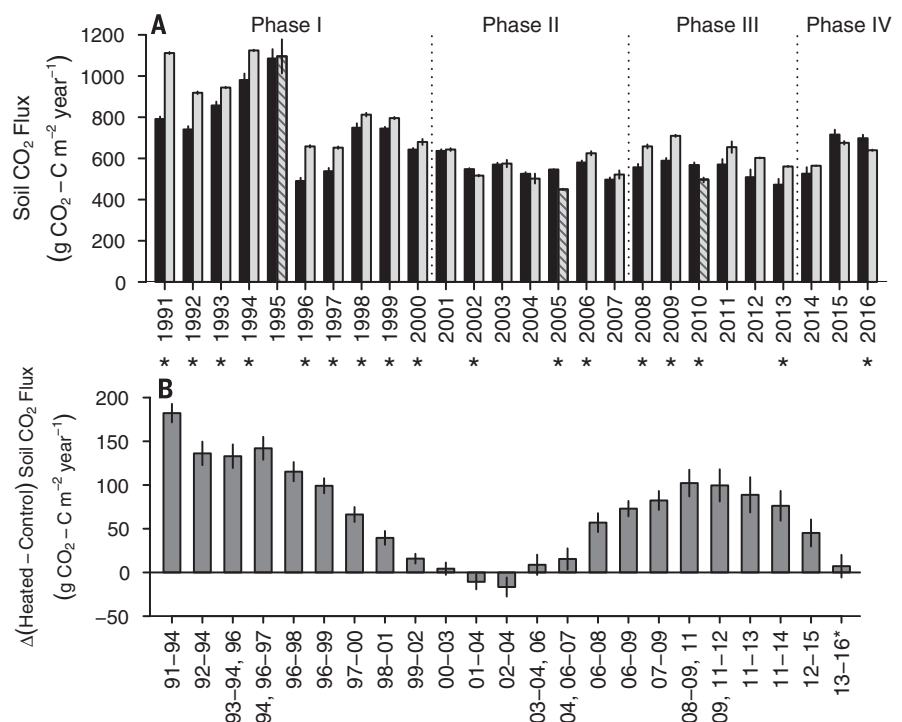 A
Phase I Phase II Phase III Phase IV
Soil CO₂ Flux
(g CO₂ – C m⁻² year⁻¹)
1200
1000
800
600
400
200
0
1991 1992 1993 1994 1995 1996 1997 1998 1999 2000 2001 2002 2003 2004 2005 2006 2007 2008 2009 2010 2011 2012 2013 2014 2015 2016
* * * * * * * * * * * * * * * * * *
B
Δ(Heated – Control) Soil CO₂ Flux
(g CO₂ – C m⁻² year⁻¹)
200
150
100
50
0
−50
91–94 92–94 93–94, 96 94, 96–97 96–98 96–99 97–00 98–01 99–02 00–03 01–04 02–04 03–04, 06 04, 06–07 06–08 06–09 07–09 08–09, 11 09, 11–12 11–13 11–14 12–15 13–16*